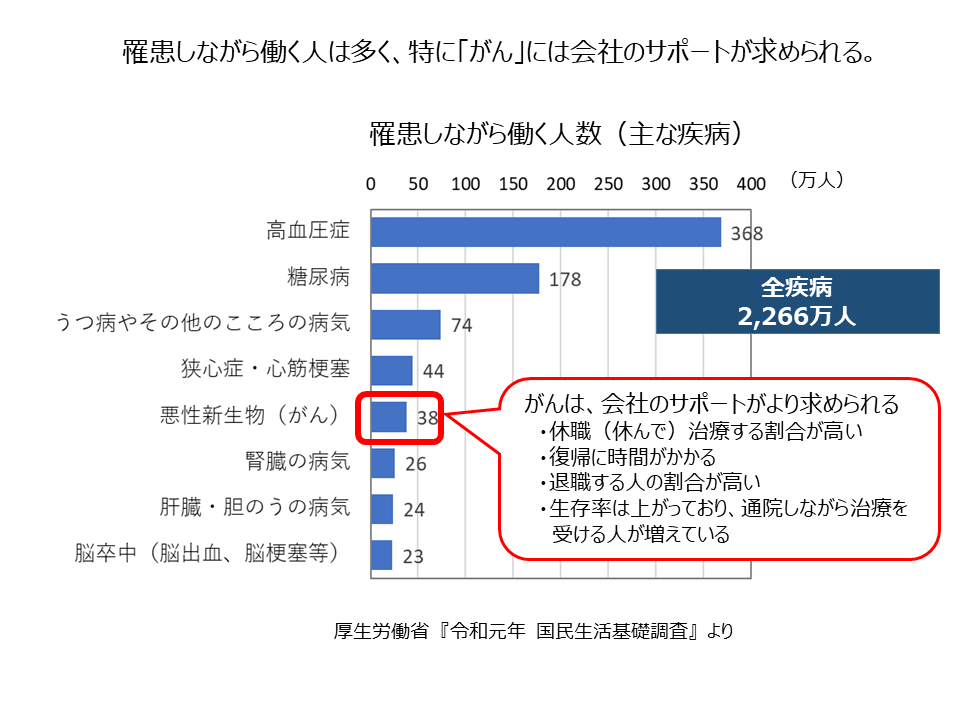 罹患しながら働く人は多く、特に「がん」には会社のサポートが求められる。
罹患しながら働く人数（主な疾病）
0 50 100 150 200 250 300 350 400 （万人）
高血圧症 368
糖尿病 178
全疾病
2,266万人
うつ病やその他のこころの病気 74
狭心症・心筋梗塞 44
悪性新生物（がん） 38
がんは、会社のサポートがより求められる
・休職（休んで）治療する割合が高い
・復帰に時間がかかる
・退職する人の割合が高い
・生存率は上がっており、通院しながら治療を
受ける人が増えている
腎臓の病気 26
肝臓・胆のうの病気 24
脳卒中（脳出血、脳梗塞等） 23
厚生労働省『令和元年 国民生活基礎調査』より